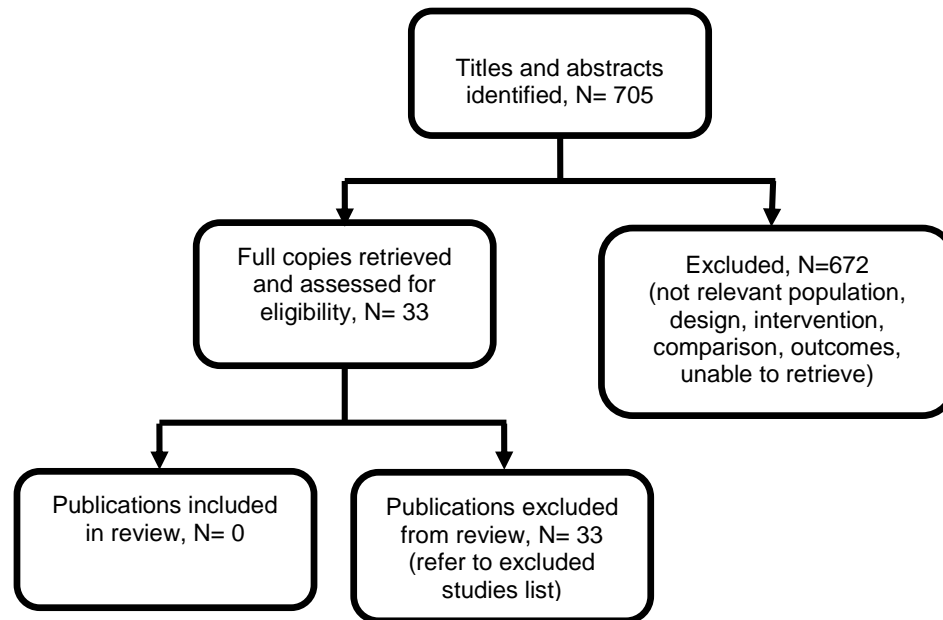 Titles and abstracts
identified, N= 705
Full copies retrieved
and assessed for
eligibility, N= 33
Excluded, N=672
(not relevant population,
design, intervention,
comparison, outcomes,
unable to retrieve)
Publications included
in review, N= 0
Publications excluded
from review, N= 33
(refer to excluded
studies list)